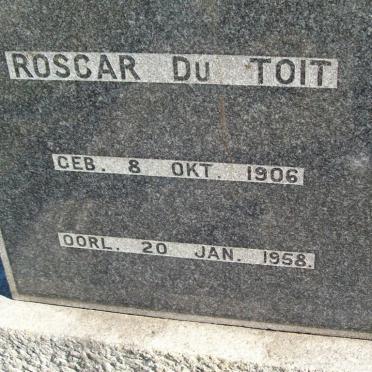 ROSCAR DU TOIT
GEB. 8 OKT. 1906
OORL. 20 JAN. 1958.